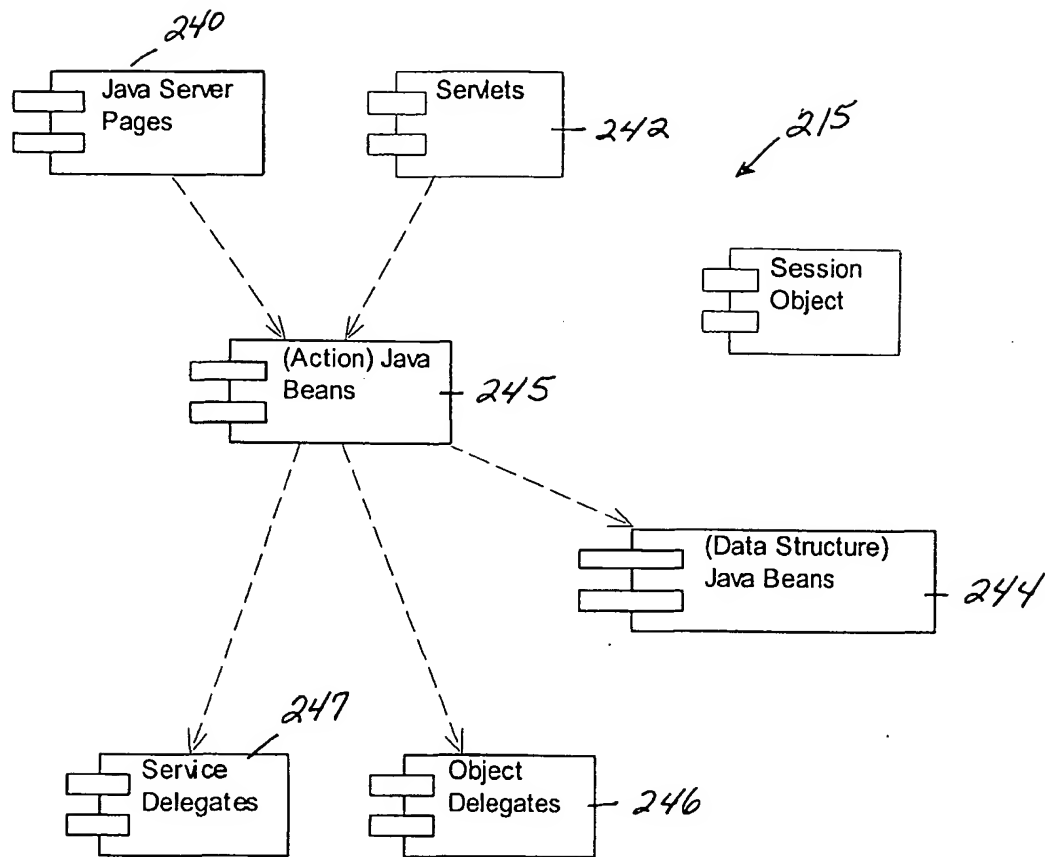 240
Java Server
Pages
Servlets
242
215
Session
Object
(Action) Java
Beans
245
(Data Structure)
Java Beans
244
247
Service
Delegates
Object
Delegates
246